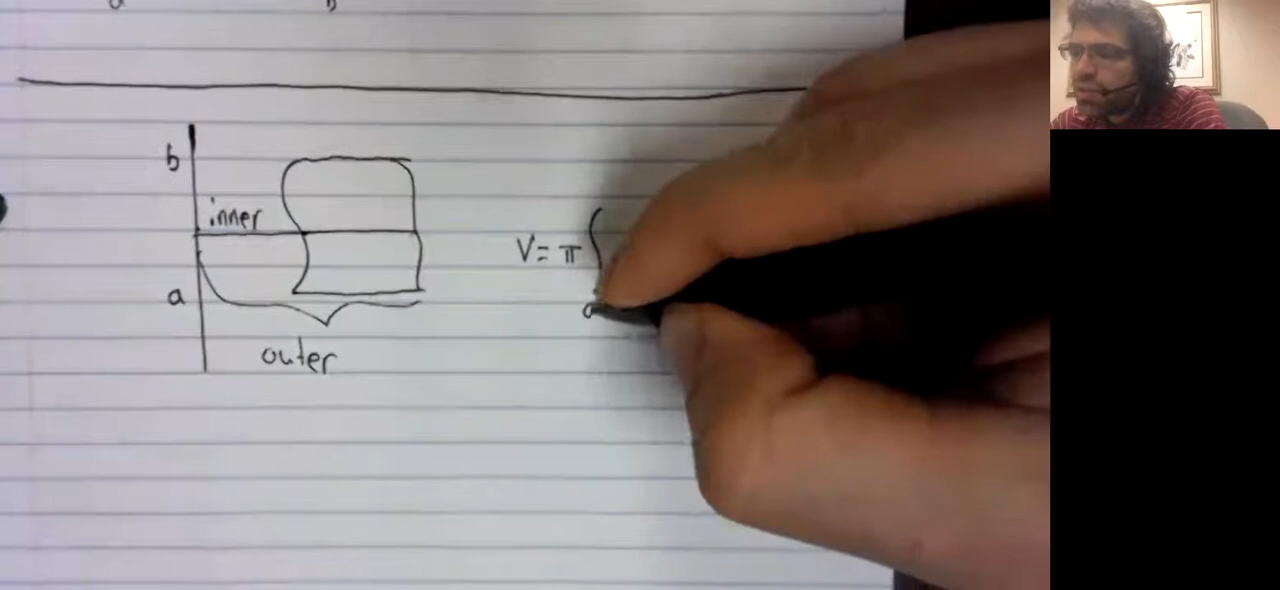 b
inner
V = π ∫
a
a
outer